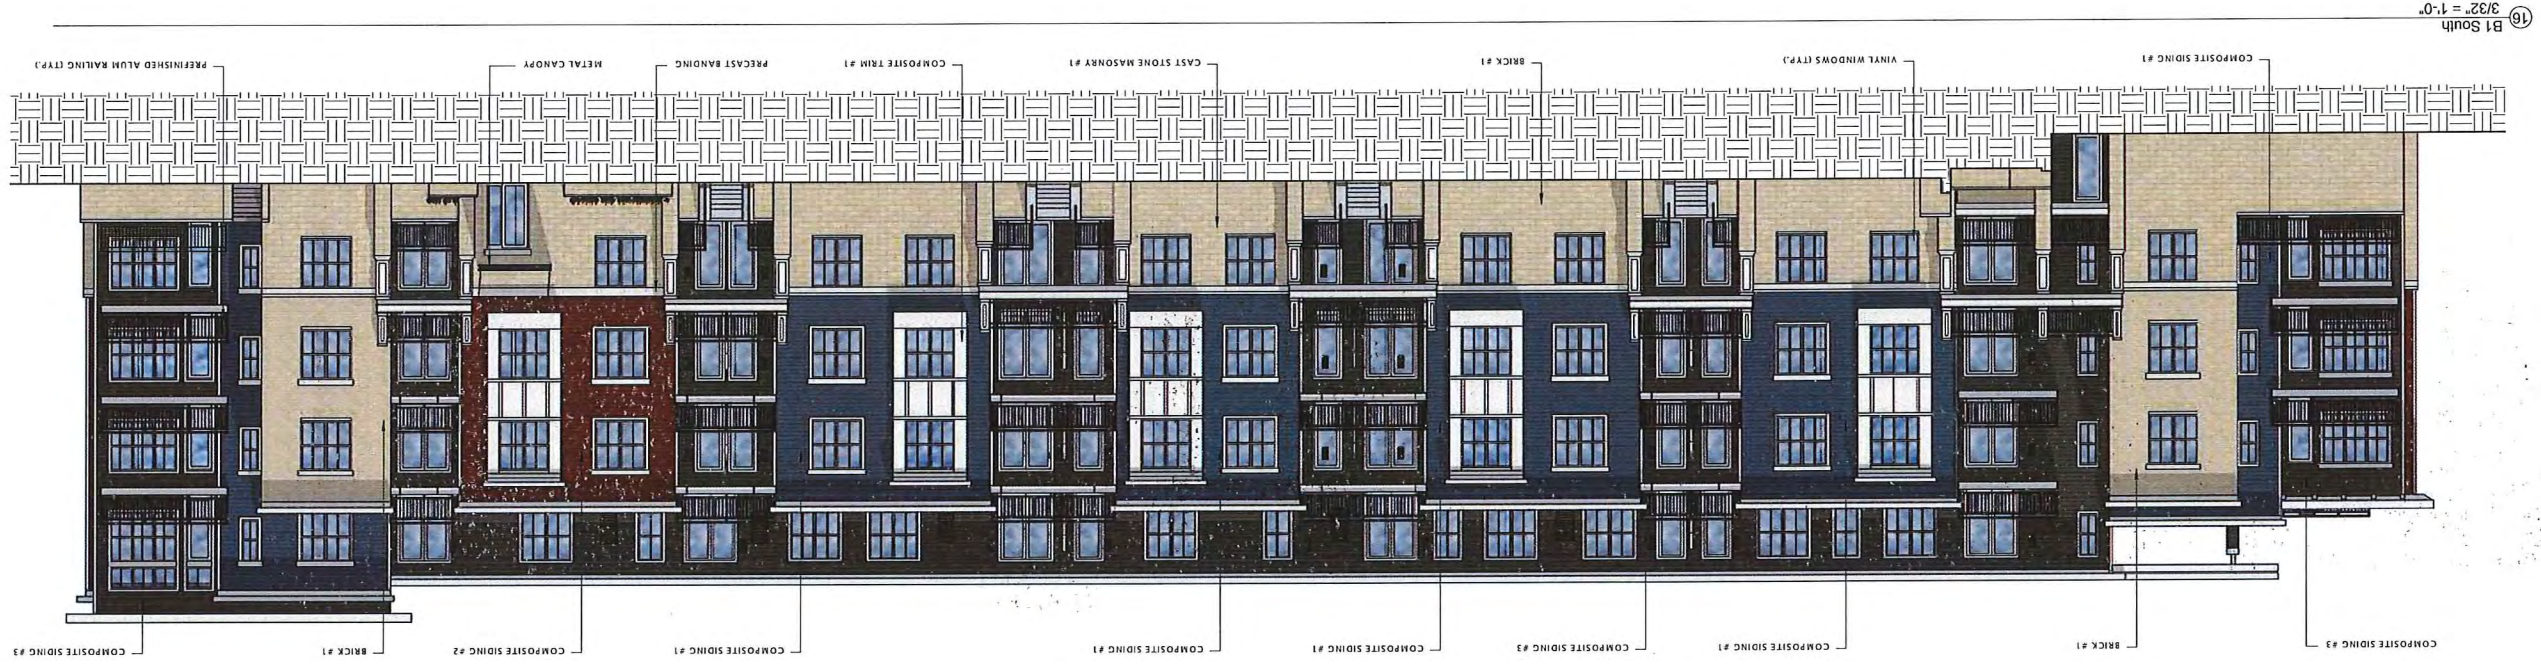 COMPOSITE SIDING #3
BRICK #1
COMPOSITE SIDING #1
COMPOSITE SIDING #3
COMPOSITE SIDING #1
COMPOSITE SIDING #1
COMPOSITE SIDING #1
COMPOSITE SIDING #2
BRICK #1
COMPOSITE SIDING #3
COMPOSITE SIDING #1
VINYL WINDOWS (TYP.)
BRICK #1
CAST STONE MASONRY #1
COMPOSITE TRIM #1
PRECAST BANDING
METAL CANOPY
PREFINISHED ALUM RAILING (TYP.)
16
B1 South
3/32" = 1'-0"